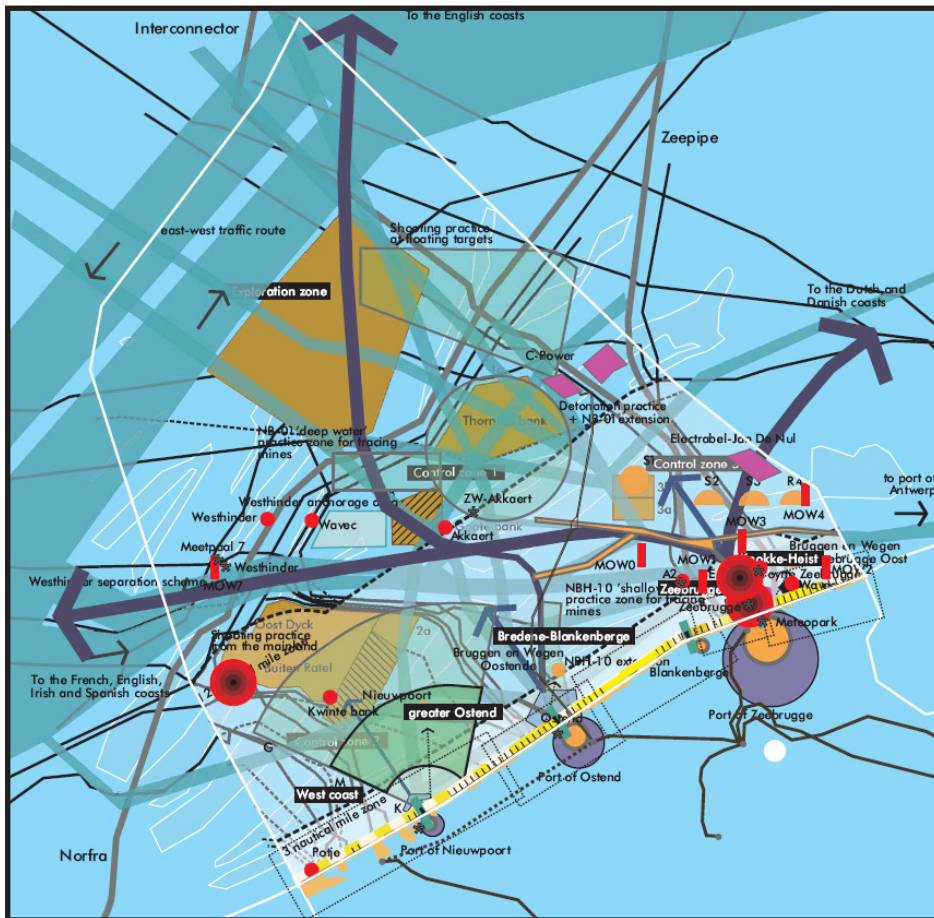 To the English coasts
Interconnector
Zeepipe
east-west traffic route
Shooting practice
at floating targets
Exploration zone
To the Dutch and
Danish coasts
C-Power
Detonation practice
+ NB-01 extension
Thornton bank
NB-01 'deep water'
practice zone for tracing
mines
Electrabel-Jan De Nul
Control zone 1
Control zone 3
S1
S2
S3
R4
3a
to port of
Antwerp
Westhinder anchorage area
ZW-Akkaert
Westhinder
Wavec
Goote bank
Akkaert
MOW3
MOW4
Meetpaal 7
Westhinder
MOW0
MOW1
Knokke-Heist
Bruggen en Wegen
Zeebrugge Oost
Westhinder separation scheme
MOW7
A2
MOW2
NBH-10 'shallow'
practice zone for tracing
mines
Zeebrugge
Zeebrugge
Meteopark
Oost Dyck
Shooting practice
from the mainland
2a
Bredene-Blankenberge
Buiten Ratel
Bruggen en Wegen
Oostende
NBH-10 extension
Blankenberge
To the French, English,
Irish and Spanish coasts
Nieuwpoort
Kwinte bank
greater Ostend
Ostend
Port of Zeebrugge
G
Control zone 2
Port of Ostend
M
West coast
K
3 nautical mile zone
Norfra
Potje
Port of Nieuwpoort